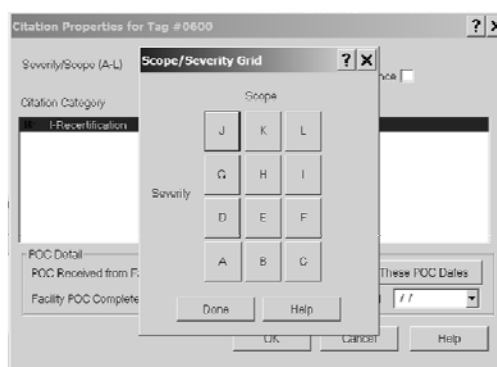 Citation Properties for Tag #0600
Severity/Scope (A-L)
Scope/Severity Grid
Citation Category
I-Recertification
Scope
J K L
G H I
Severity
D E F
A B C
POC Detail
POC Received from
These POC Dates
Facility POC Complete
/ /
Done Help
OK Cancel Help